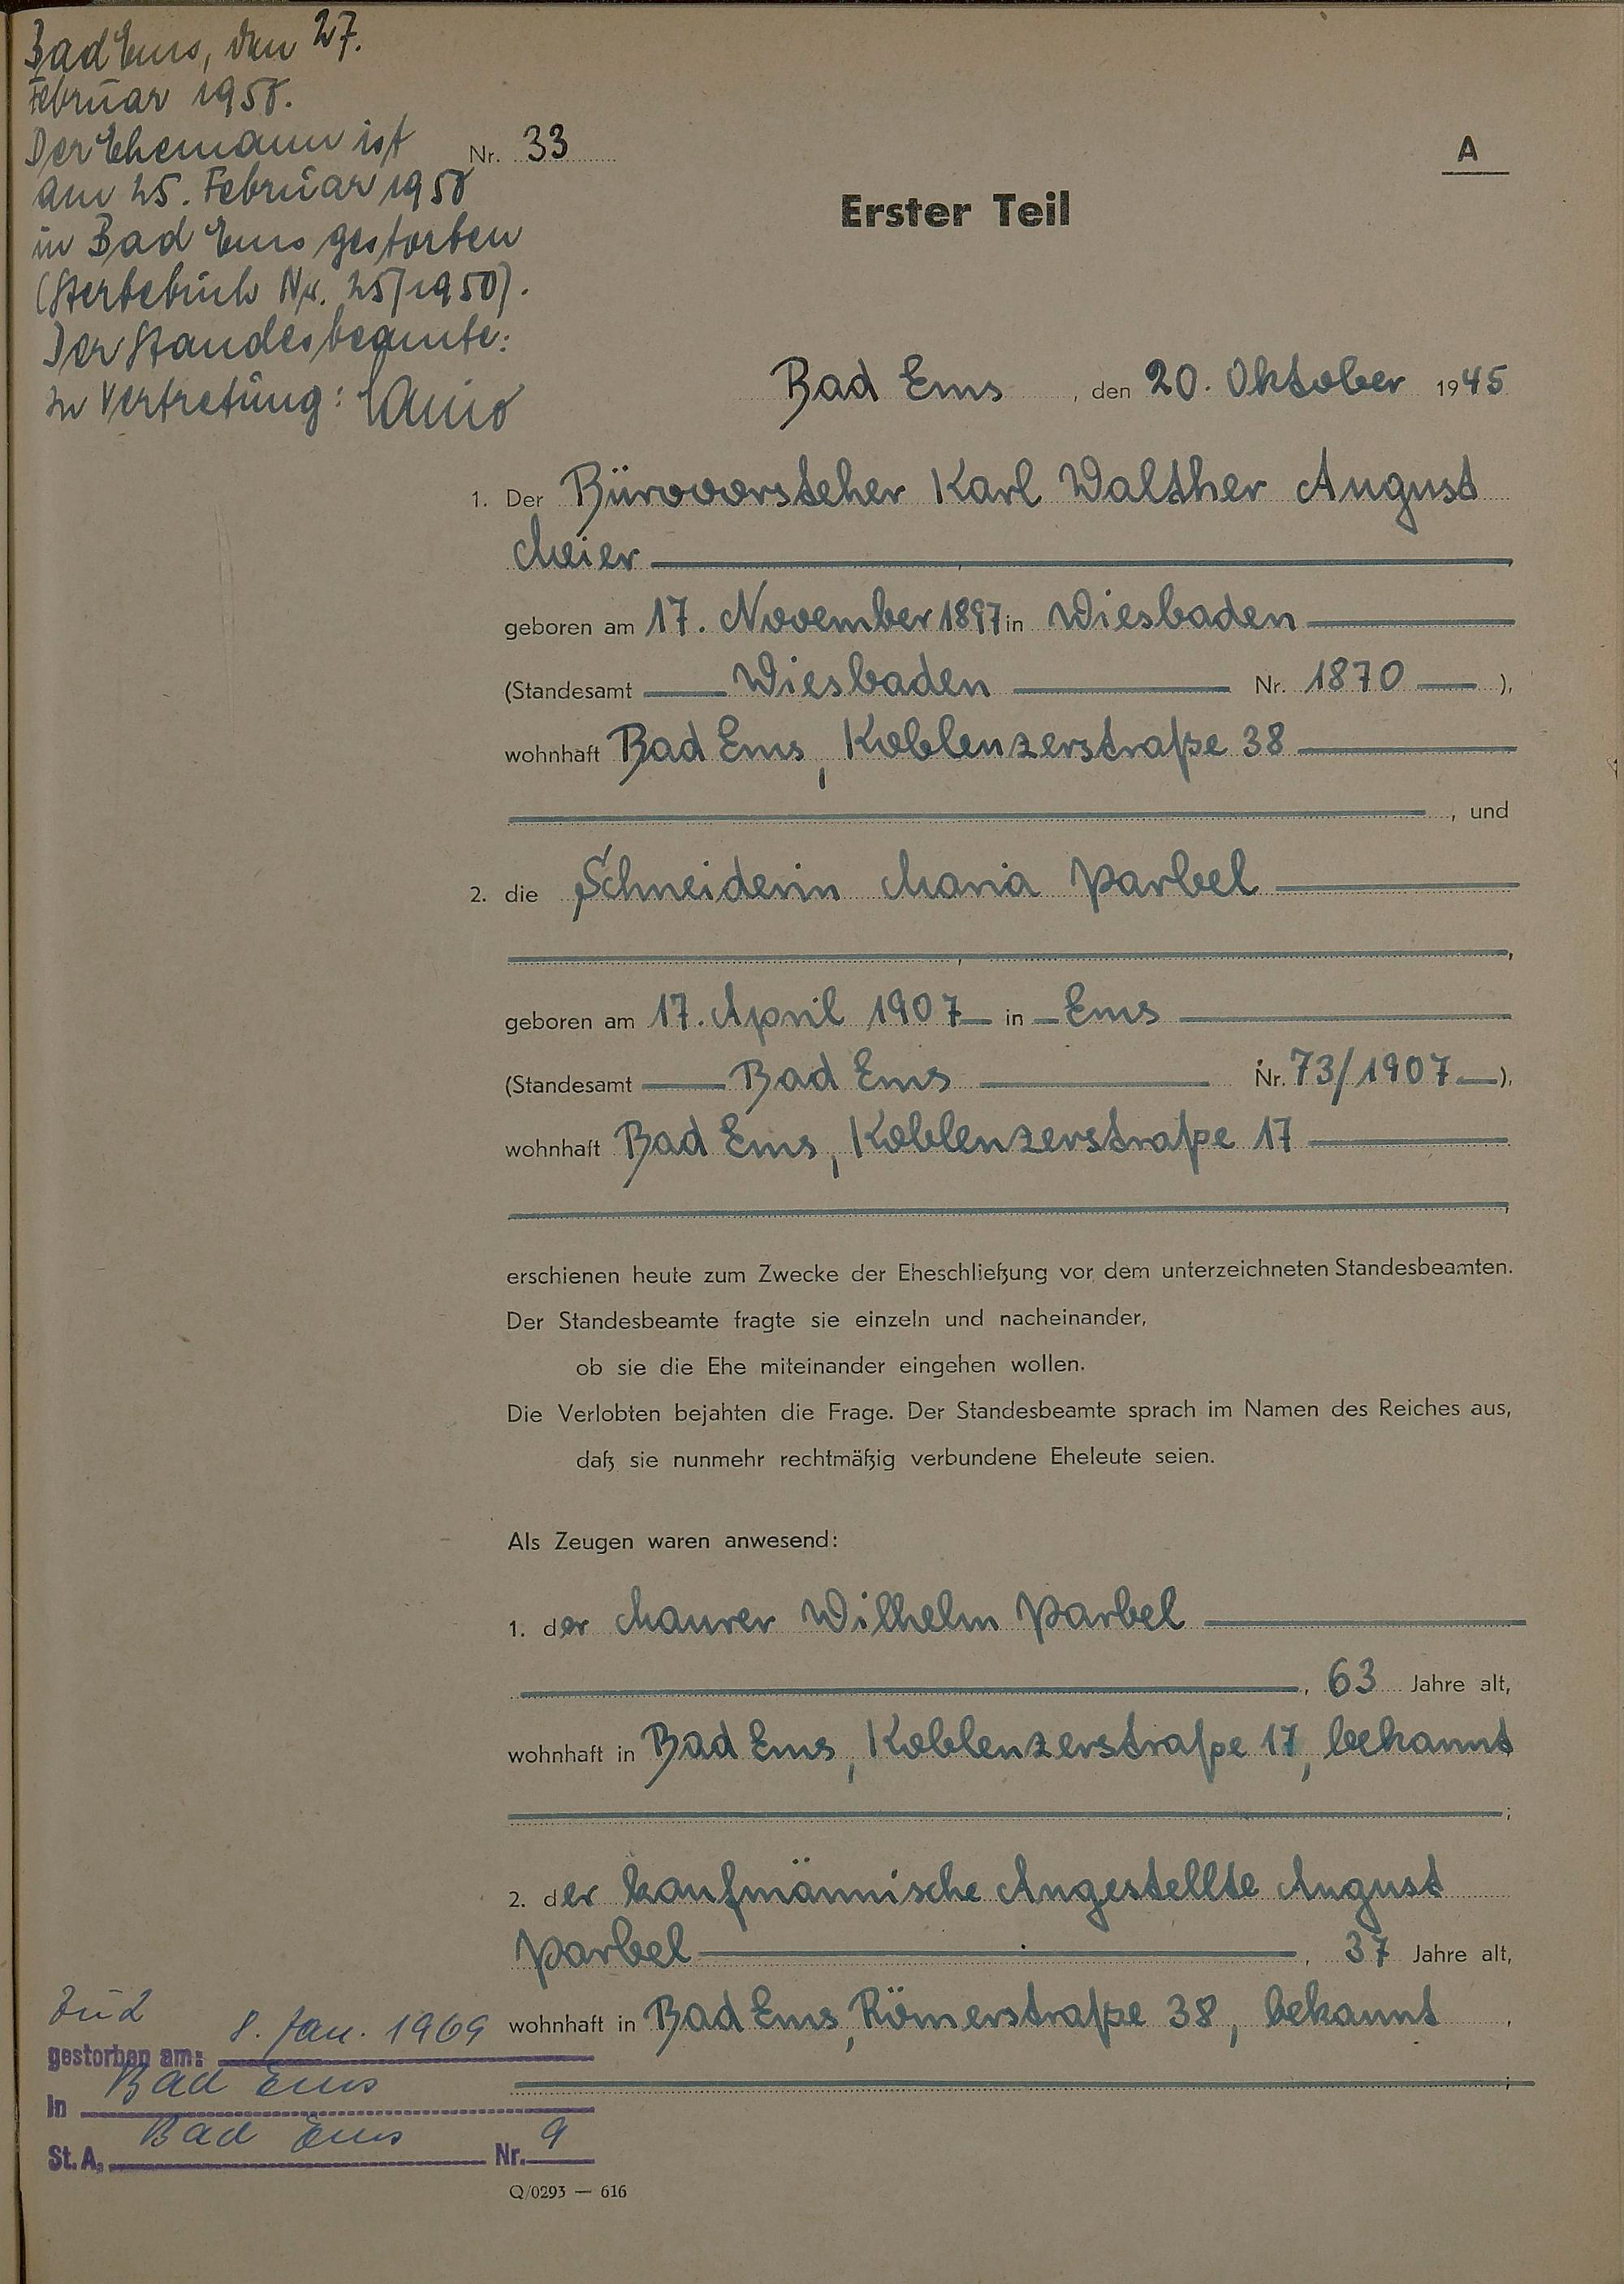 Bad Ems, den 27.
Februar 1950.
Der Ehemann ist
am 25. Februar 1950
in Bad Ems gestorben
(Sterbebuch Nr. 25/1950).
Der Standesbeamte:
In Vertretung:
Nr. 33
A
Erster Teil
Bad Ems, den 20. Oktober 1945
1. Der Bürovorsteher Karl Walther August
Meier
geboren am 17. November 1897 in Wiesbaden
(Standesamt Wiesbaden Nr. 1870),
wohnhaft Bad Ems, Koblenzerstraße 38
, und
2. die Schneiderin Maria Parbel
,
geboren am 17. April 1907 in Ems
(Standesamt Bad Ems Nr. 73/1907),
wohnhaft Bad Ems, Koblenzerstraße 17
,
erschienen heute zum Zwecke der Eheschließung vor dem unterzeichneten Standesbeamten.
Der Standesbeamte fragte sie einzeln und nacheinander,
ob sie die Ehe miteinander eingehen wollen.
Die Verlobten bejahten die Frage. Der Standesbeamte sprach im Namen des Reiches aus,
daß sie nunmehr rechtmäßig verbundene Eheleute seien.
Als Zeugen waren anwesend:
1. der Maurer Wilhelm Parbel
, 63 Jahre alt,
wohnhaft in Bad Ems, Koblenzerstraße 17, bekannt
;
2. der kaufmännische Angestellte August
Parbel, 37 Jahre alt,
wohnhaft in Bad Ems, Römerstraße 38, bekannt
;
zu 2
gestorben am: 8. Jan. 1969
In Bad Ems
St. A. Bad Ems Nr. 9
Q/0293 — 616